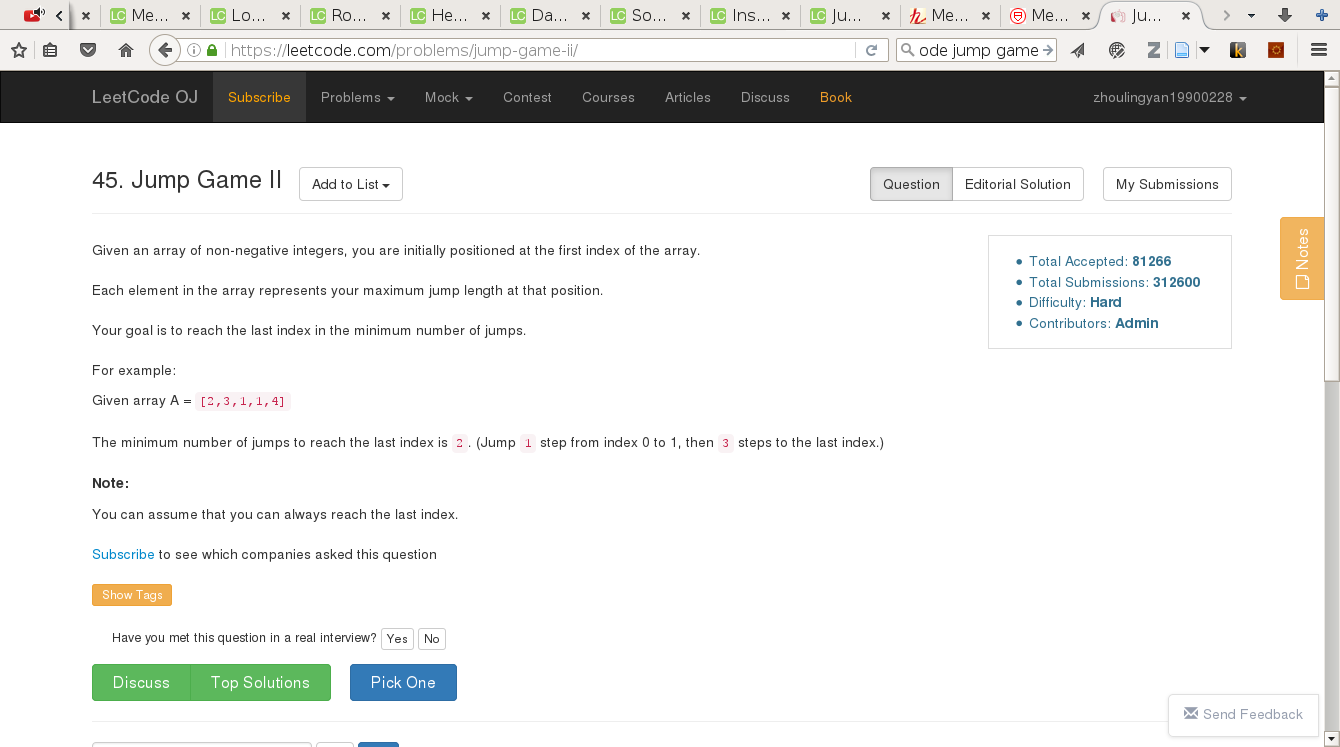 Me... Lo... Ro... He... Da... So... Ins... Ju... Me... Me... Ju...
https://leetcode.com/problems/jump-game-ii/ ode jump game
LeetCode OJ Subscribe Problems Mock Contest Courses Articles Discuss Book zhoulingyan19900228
45. Jump Game II Add to List Question Editorial Solution My Submissions
Given an array of non-negative integers, you are initially positioned at the first index of the array.
Each element in the array represents your maximum jump length at that position.
Your goal is to reach the last index in the minimum number of jumps.
For example:
Given array A = [2,3,1,1,4]
The minimum number of jumps to reach the last index is 2. (Jump 1 step from index 0 to 1, then 3 steps to the last index.)
Note:
You can assume that you can always reach the last index.
Subscribe to see which companies asked this question
Show Tags
Have you met this question in a real interview? Yes No
Discuss Top Solutions Pick One
Total Accepted: 81266
Total Submissions: 312600
Difficulty: Hard
Contributors: Admin
Notes
Send Feedback